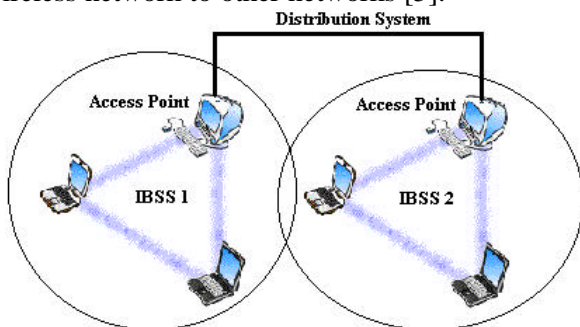 wireless network to other networks [5].
Distribution System
Access Point
Access Point
IBSS 1
IBSS 2